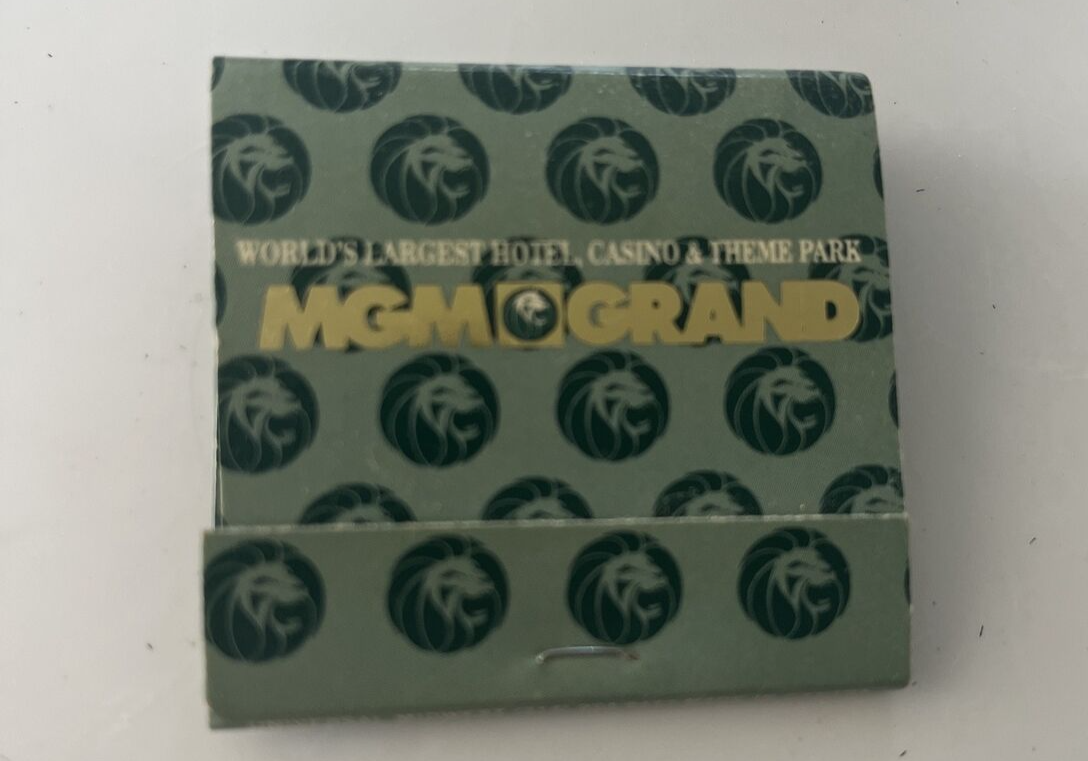 WORLD'S LARGEST HOTEL, CASINO & THEME PARK
MGM GRAND